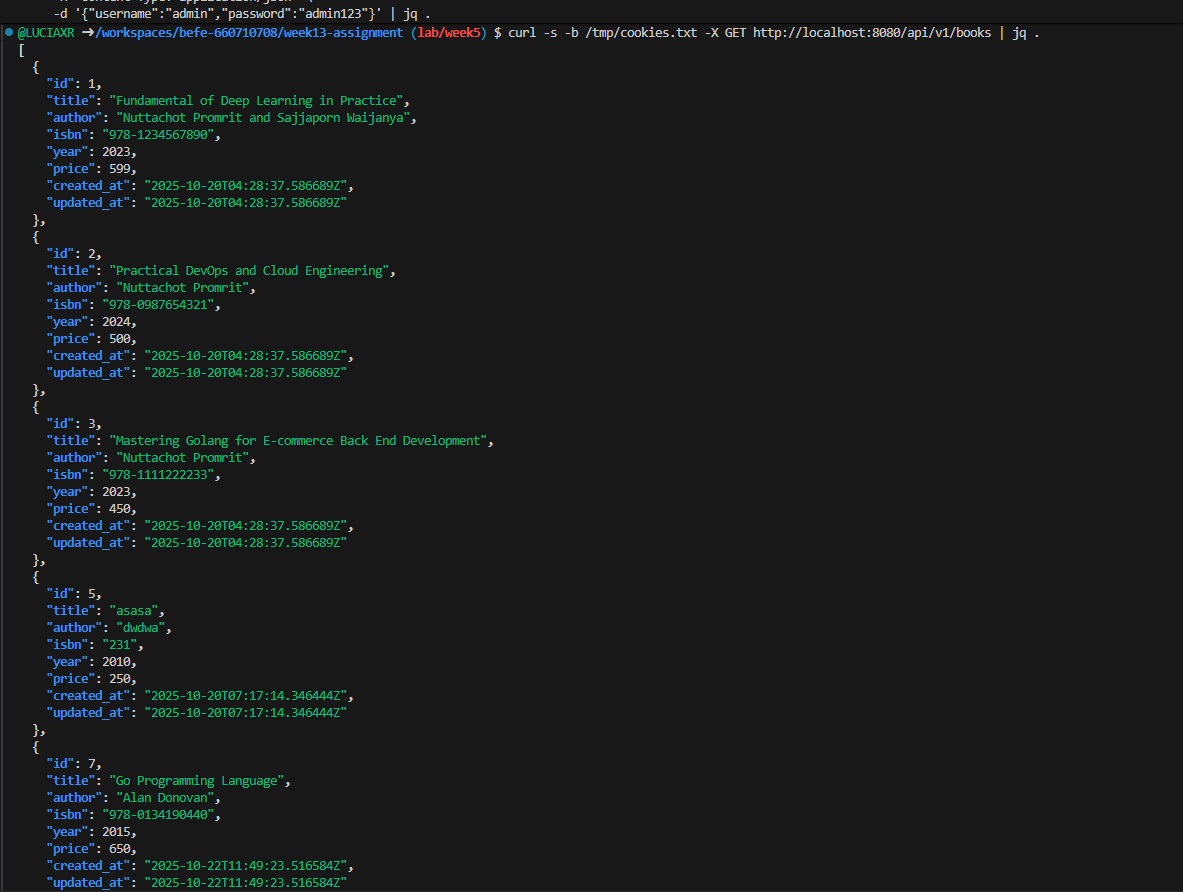 -d '{"username":"admin","password":"admin123"}' | jq .
@LUCIAXR ➜/workspaces/befe-660710708/week13-assignment (lab/week5) $ curl -s -b /tmp/cookies.txt -X GET http://localhost:8080/api/v1/books | jq .
[
  {
    "id": 1,
    "title": "Fundamental of Deep Learning in Practice",
    "author": "Nuttachot Promrit and Sajjaporn Waijanya",
    "isbn": "978-1234567890",
    "year": 2023,
    "price": 599,
    "created_at": "2025-10-20T04:28:37.586689Z",
    "updated_at": "2025-10-20T04:28:37.586689Z"
  },
  {
    "id": 2,
    "title": "Practical DevOps and Cloud Engineering",
    "author": "Nuttachot Promrit",
    "isbn": "978-0987654321",
    "year": 2024,
    "price": 500,
    "created_at": "2025-10-20T04:28:37.586689Z",
    "updated_at": "2025-10-20T04:28:37.586689Z"
  },
  {
    "id": 3,
    "title": "Mastering Golang for E-commerce Back End Development",
    "author": "Nuttachot Promrit",
    "isbn": "978-1111222233",
    "year": 2023,
    "price": 450,
    "created_at": "2025-10-20T04:28:37.586689Z",
    "updated_at": "2025-10-20T04:28:37.586689Z"
  },
  {
    "id": 5,
    "title": "asasa",
    "author": "dwdwa",
    "isbn": "231",
    "year": 2010,
    "price": 250,
    "created_at": "2025-10-20T07:17:14.346444Z",
    "updated_at": "2025-10-20T07:17:14.346444Z"
  },
  {
    "id": 7,
    "title": "Go Programming Language",
    "author": "Alan Donovan",
    "isbn": "978-0134190440",
    "year": 2015,
    "price": 650,
    "created_at": "2025-10-22T11:49:23.516584Z",
    "updated_at": "2025-10-22T11:49:23.516584Z"